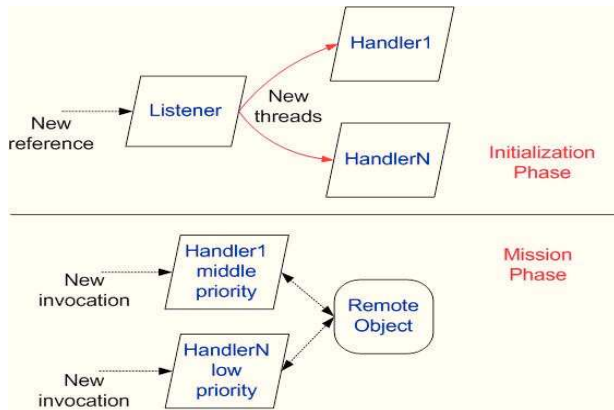 Handler1
Listener
New
threads
New
reference
HandlerN
Initialization
Phase
Handler1
middle
priority
Mission
Phase
New
invocation
Remote
Object
HandlerN
low
priority
New
invocation